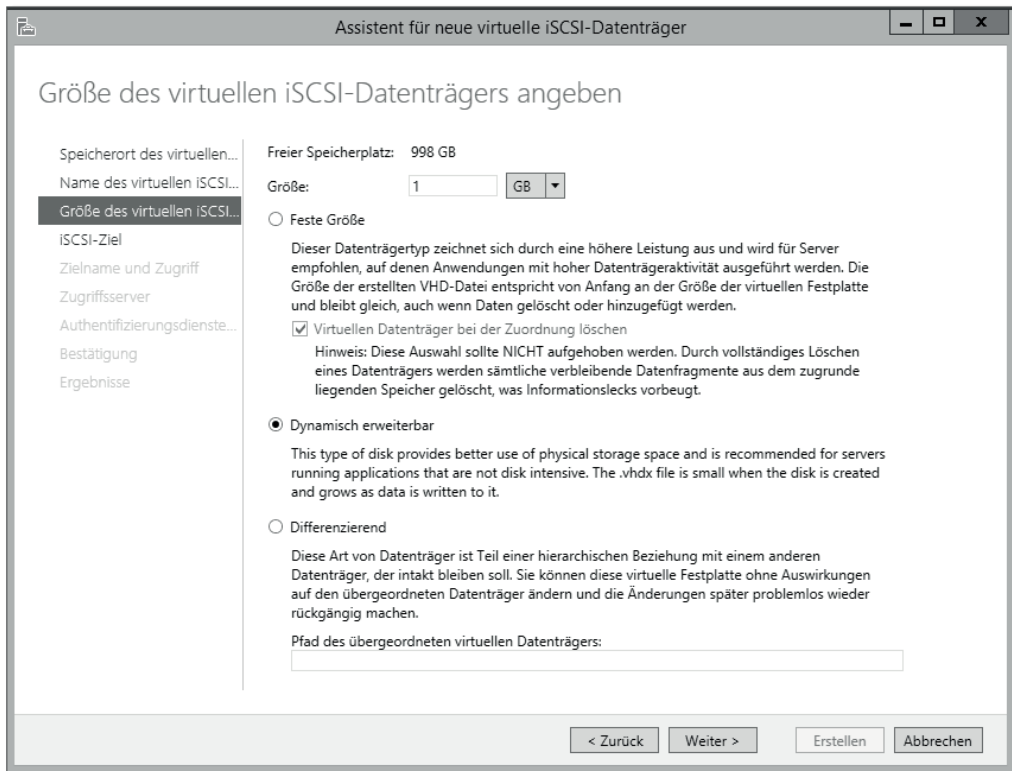 Assistent für neue virtuelle iSCSI-Datenträger
Größe des virtuellen iSCSI-Datenträgers angeben
Speicherort des virtuellen...
Name des virtuellen iSCSI...
Größe des virtuellen iSCSI...
iSCSI-Ziel
Zielname und Zugriff
Zugriffsserver
Authentifizierungsdienste...
Bestätigung
Ergebnisse
Freier Speicherplatz: 998 GB
Größe: 1 GB
Feste Größe
Dieser Datenträgertyp zeichnet sich durch eine höhere Leistung aus und wird für Server
empfohlen, auf denen Anwendungen mit hoher Datenträgeraktivität ausgeführt werden. Die
Größe der erstellten VHD-Datei entspricht von Anfang an der Größe der virtuellen Festplatte
und bleibt gleich, auch wenn Daten gelöscht oder hinzugefügt werden.
Virtuellen Datenträger bei der Zuordnung löschen
Hinweis: Diese Auswahl sollte NICHT aufgehoben werden. Durch vollständiges Löschen
eines Datenträgers werden sämtliche verbleibende Datenfragmente aus dem zugrunde
liegenden Speicher gelöscht, was Informationslecks vorbeugt.
Dynamisch erweiterbar
This type of disk provides better use of physical storage space and is recommended for servers
running applications that are not disk intensive. The .vhdx file is small when the disk is created
and grows as data is written to it.
Differenzierend
Diese Art von Datenträger ist Teil einer hierarchischen Beziehung mit einem anderen
Datenträger, der intakt bleiben soll. Sie können diese virtuelle Festplatte ohne Auswirkungen
auf den übergeordneten Datenträger ändern und die Änderungen später problemlos wieder
rückgängig machen.
Pfad des übergeordneten virtuellen Datenträgers:
< Zurück Weiter > Erstellen Abbrechen